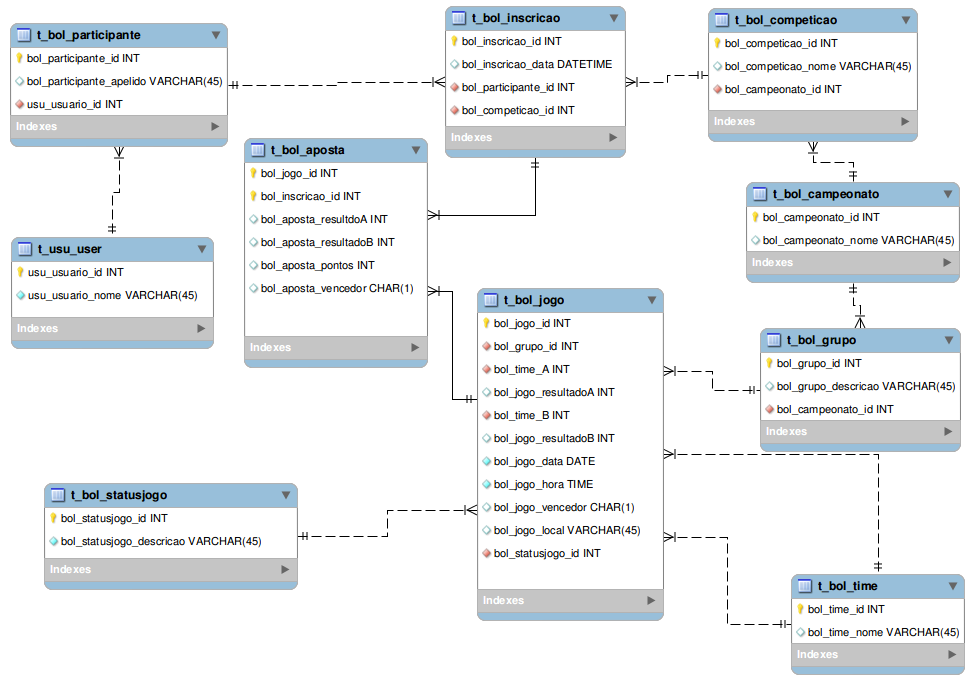 t_bol_participante
bol_participante_id INT
bol_participante_apelido VARCHAR(45)
usu_usuario_id INT
Indexes
t_bol_inscricao
bol_inscricao_id INT
bol_inscricao_data DATETIME
bol_participante_id INT
bol_competicao_id INT
Indexes
t_bol_competicao
bol_competicao_id INT
bol_competicao_nome VARCHAR(45)
bol_campeonato_id INT
Indexes
t_bol_aposta
bol_jogo_id INT
bol_inscricao_id INT
bol_aposta_resultdoA INT
bol_aposta_resultadoB INT
bol_aposta_pontos INT
bol_aposta_vencedor CHAR(1)
Indexes
t_bol_campeonato
bol_campeonato_id INT
bol_campeonato_nome VARCHAR(45)
Indexes
t_usu_user
usu_usuario_id INT
usu_usuario_nome VARCHAR(45)
Indexes
t_bol_jogo
bol_jogo_id INT
bol_grupo_id INT
bol_time_A INT
bol_jogo_resultadoA INT
bol_time_B INT
bol_jogo_resultadoB INT
bol_jogo_data DATE
bol_jogo_hora TIME
bol_jogo_vencedor CHAR(1)
bol_jogo_local VARCHAR(45)
bol_statusjogo_id INT
Indexes
t_bol_grupo
bol_grupo_id INT
bol_grupo_descricao VARCHAR(45)
bol_campeonato_id INT
Indexes
t_bol_statusjogo
bol_statusjogo_id INT
bol_statusjogo_descricao VARCHAR(45)
Indexes
t_bol_time
bol_time_id INT
bol_time_nome VARCHAR(45)
Indexes